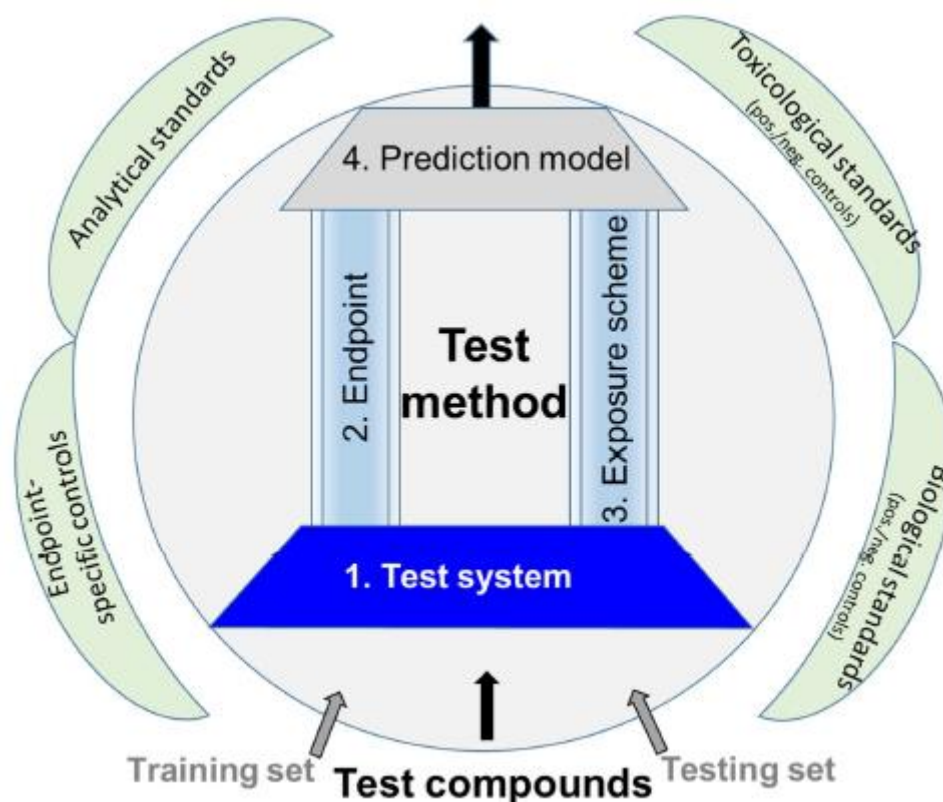 Analytical standards
Toxicological standards
(pos./neg. controls)
4. Prediction model
2. Endpoint
Test
method
3. Exposure scheme
Endpoint-
specific controls
1. Test system
Biological standards
(pos./neg. controls)
Training set
Test compounds
Testing set